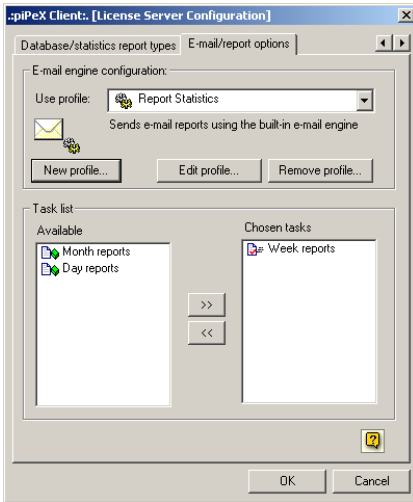 .:piPeX Client:. [License Server Configuration]
Database/statistics report types E-mail/report options
E-mail engine configuration:
Use profile: Report Statistics
Sends e-mail reports using the built-in e-mail engine
New profile... Edit profile... Remove profile...
Task list
Available Chosen tasks
Month reports Week reports
Day reports
>>
<<
OK Cancel